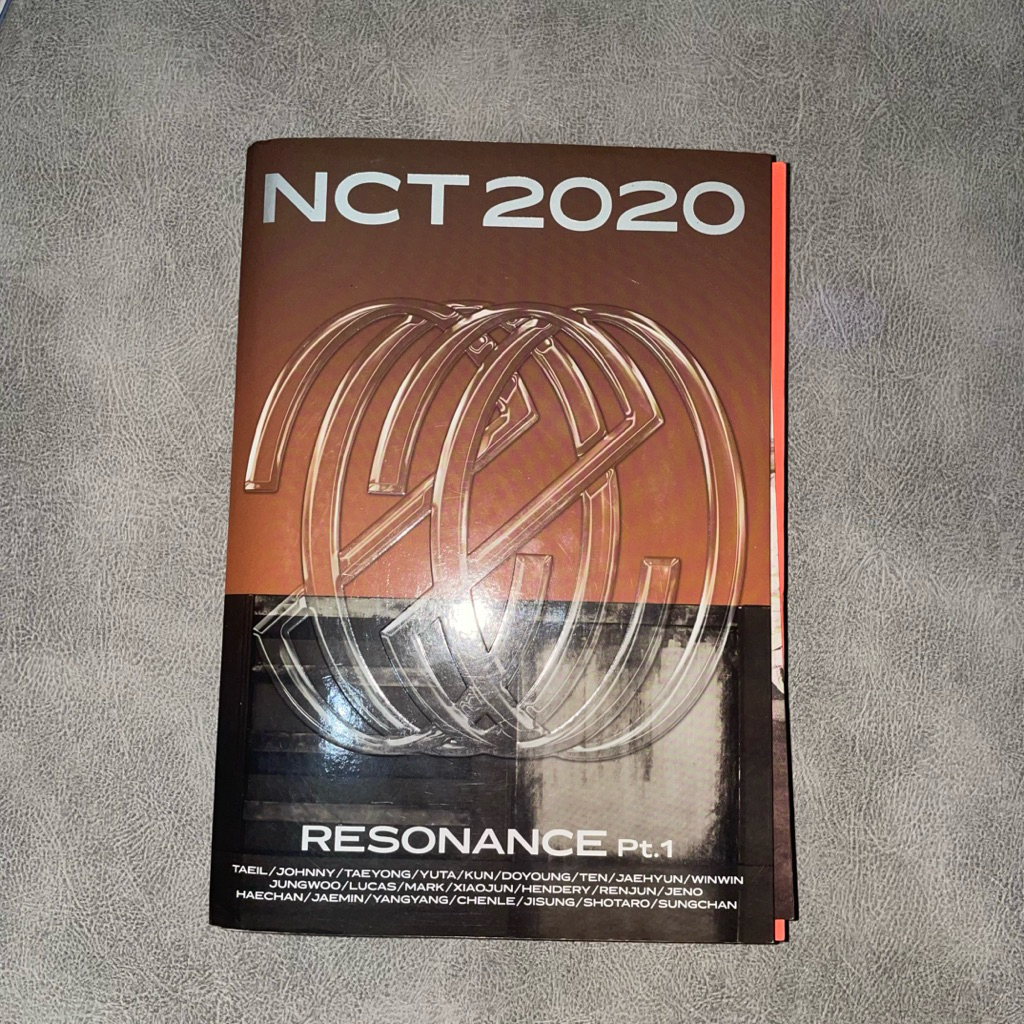 NCT 2020
RESONANCE Pt.1
TAEIL/JOHNNY/TAEYONG/YUTA/KUN/DOYOUNG/TEN/JAEHYUN/WINWIN
JUNGWOO/LUCAS/MARK/XIAOJUN/HENDERY/RENJUN/JENO
HAECHAN/JAEMIN/YANGYANG/CHENLE/JISUNG/SHOTARO/SUNGCHAN